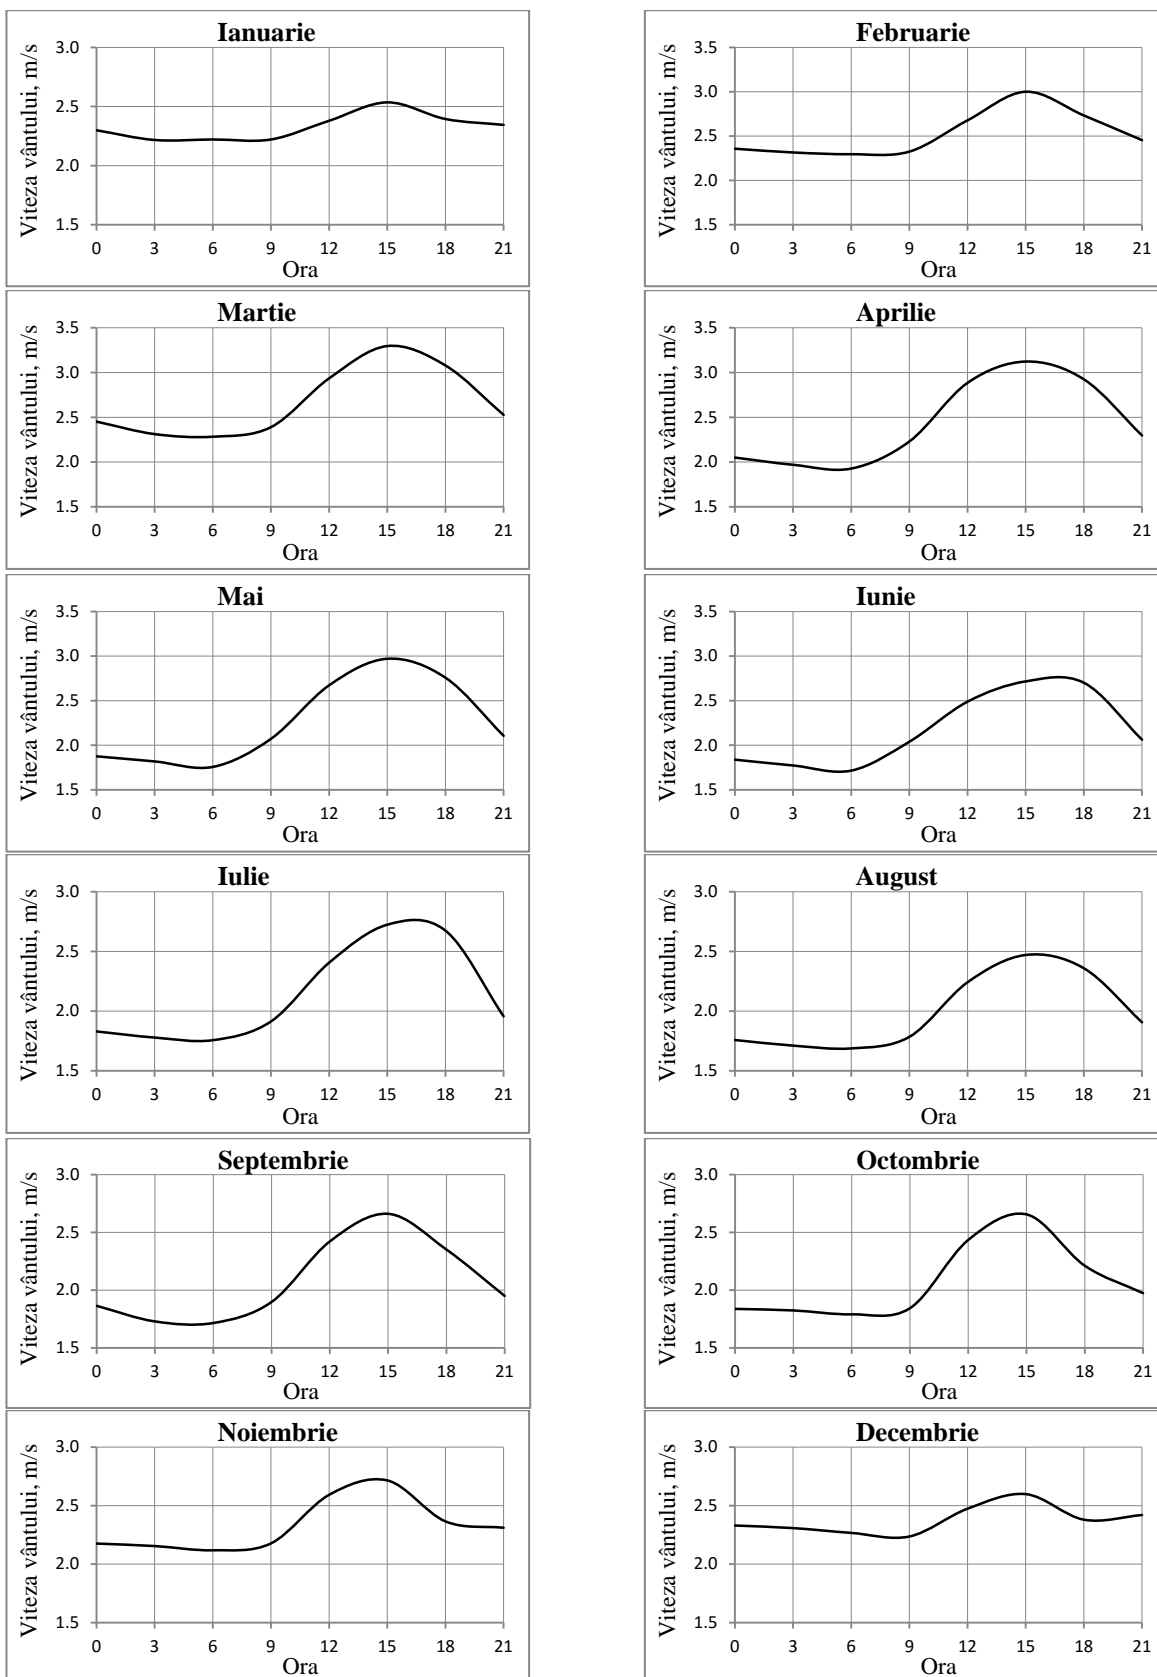 Ianuarie
Viteza vântului, m/s
3.0
2.5
2.0
1.5
0 3 6 9 12 15 18 21
Ora
Februarie
Viteza vântului, m/s
3.5
3.0
2.5
2.0
1.5
0 3 6 9 12 15 18 21
Ora
Martie
Viteza vântului, m/s
3.5
3.0
2.5
2.0
1.5
0 3 6 9 12 15 18 21
Ora
Aprilie
Viteza vântului, m/s
3.5
3.0
2.5
2.0
1.5
0 3 6 9 12 15 18 21
Ora
Mai
Viteza vântului, m/s
3.5
3.0
2.5
2.0
1.5
0 3 6 9 12 15 18 21
Ora
Iunie
Viteza vântului, m/s
3.5
3.0
2.5
2.0
1.5
0 3 6 9 12 15 18 21
Ora
Iulie
Viteza vântului, m/s
3.0
2.5
2.0
1.5
0 3 6 9 12 15 18 21
Ora
August
Viteza vântului, m/s
3.0
2.5
2.0
1.5
0 3 6 9 12 15 18 21
Ora
Septembrie
Viteza vântului, m/s
3.0
2.5
2.0
1.5
0 3 6 9 12 15 18 21
Ora
Octombrie
Viteza vântului, m/s
3.0
2.5
2.0
1.5
0 3 6 9 12 15 18 21
Ora
Noiembrie
Viteza vântului, m/s
3.0
2.5
2.0
1.5
0 3 6 9 12 15 18 21
Ora
Decembrie
Viteza vântului, m/s
3.0
2.5
2.0
1.5
0 3 6 9 12 15 18 21
Ora